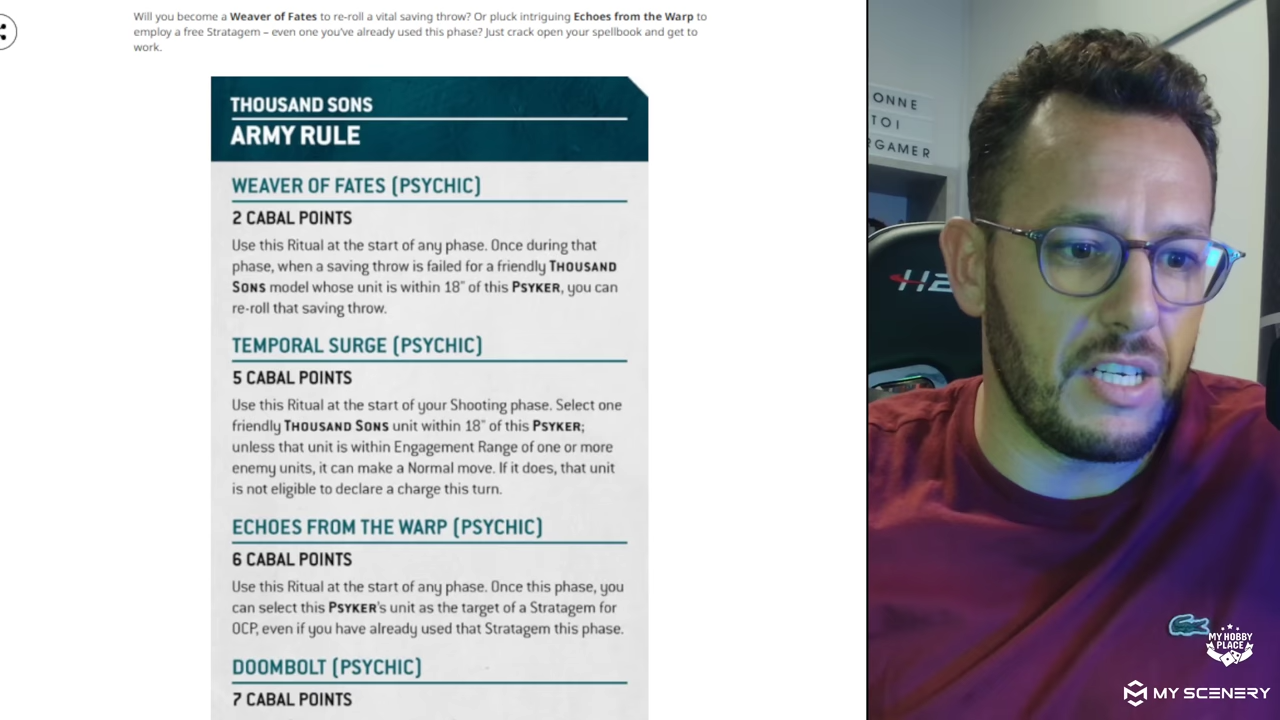 Will you become a Weaver of Fates to re-roll a vital saving throw? Or pluck intriguing Echoes from the Warp to
employ a free Stratagem – even one you've already used this phase? Just crack open your spellbook and get to
work.
THOUSAND SONS
ARMY RULE
WEAVER OF FATES (PSYCHIC)
2 CABAL POINTS
Use this Ritual at the start of any phase. Once during that
phase, when a saving throw is failed for a friendly THOUSAND
SONS model whose unit is within 18" of this PSYKER, you can
re-roll that saving throw.
TEMPORAL SURGE (PSYCHIC)
5 CABAL POINTS
Use this Ritual at the start of your Shooting phase. Select one
friendly THOUSAND SONS unit within 18" of this PSYKER;
unless that unit is within Engagement Range of one or more
enemy units, it can make a Normal move. If it does, that unit
is not eligible to declare a charge this turn.
ECHOES FROM THE WARP (PSYCHIC)
6 CABAL POINTS
Use this Ritual at the start of any phase. Once this phase, you
can select this PSYKER's unit as the target of a Stratagem for
0CP, even if you have already used that Stratagem this phase.
DOOMBOLT (PSYCHIC)
7 CABAL POINTS
ONNE
TOI
RGAMER
MY HOBBY
PLACE
MY SCENERY